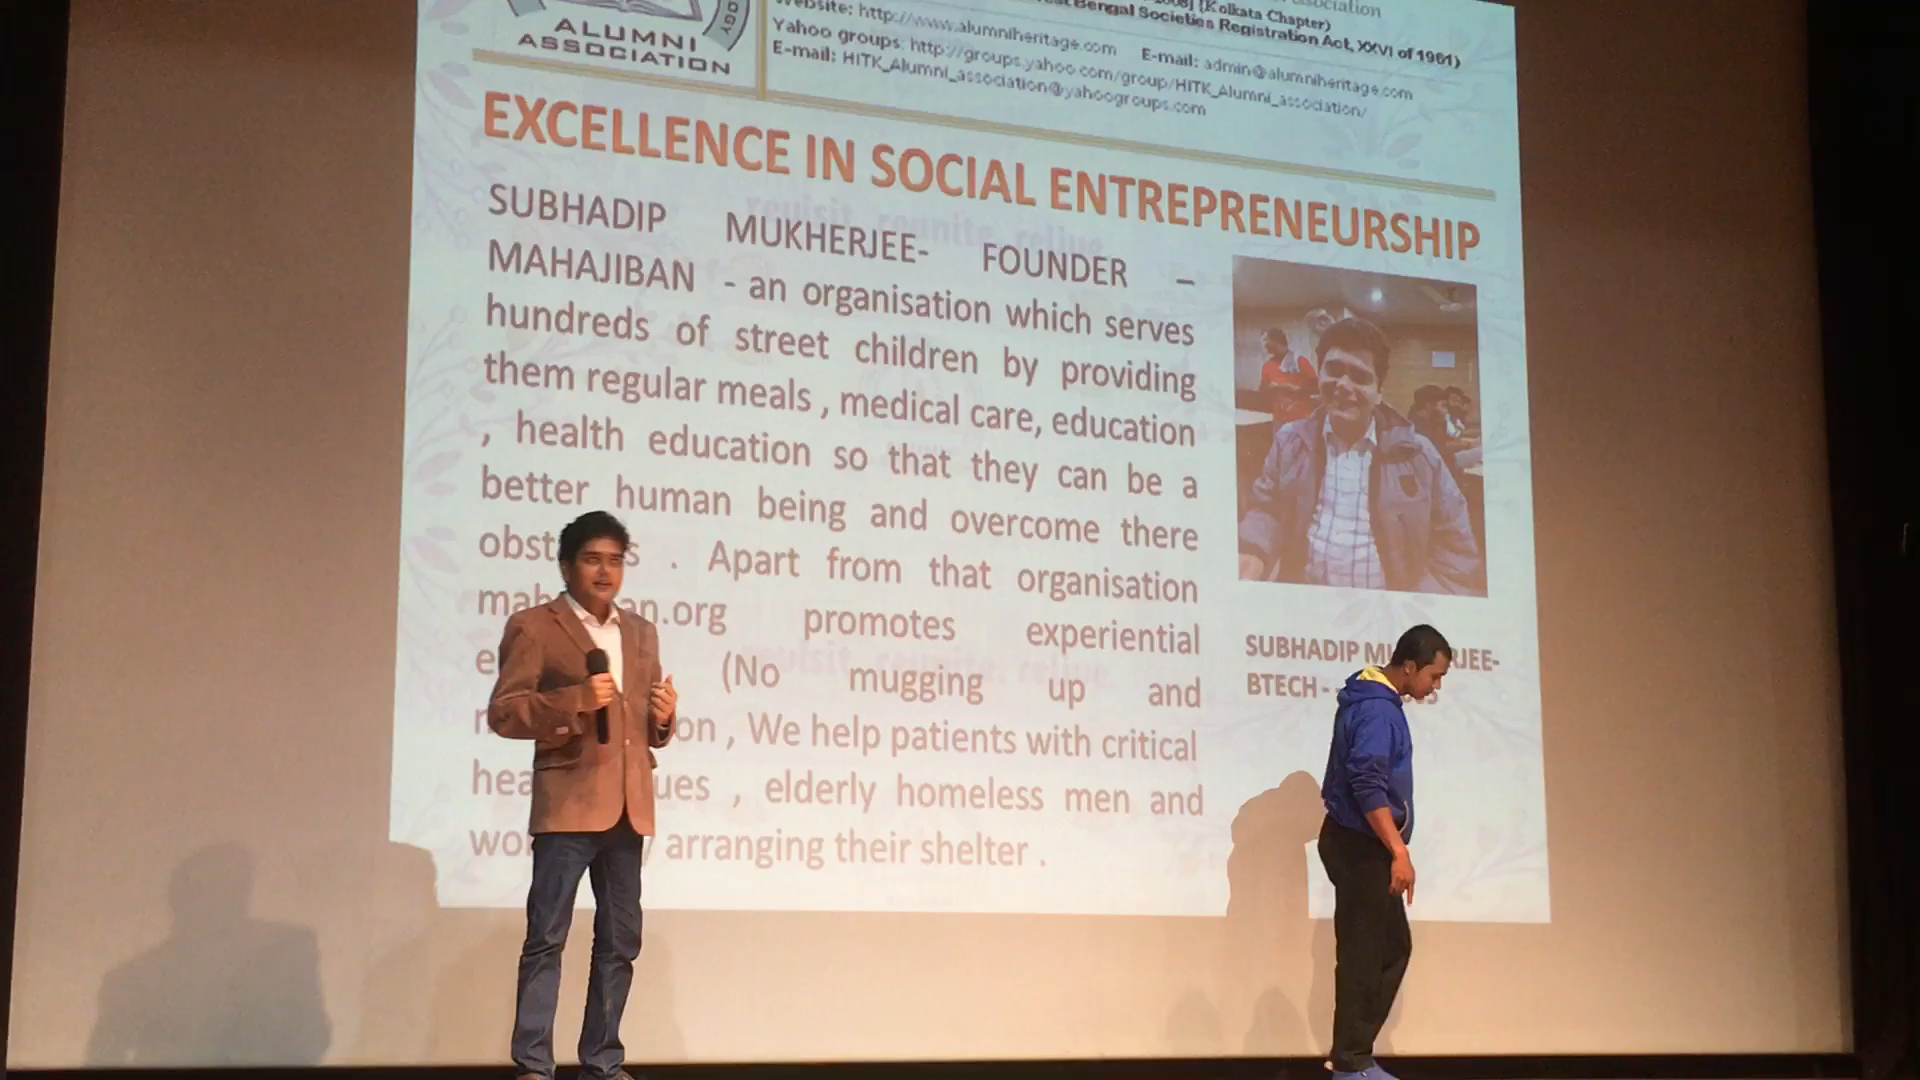 OGY
ALUMNI
ASSOCIATION
[Kolkata Chapter]
Bengal Societies Registration Act, XXVI of 1961)
Website: http://www.alumniheritage.com E-mail: admin@alumniheritage.com
Yahoo groups: http://groups.yahoo.com/group/HITK_Alumni_association/
E-mail: HITK_Alumni_association@yahoogroups.com
EXCELLENCE IN SOCIAL ENTREPRENEURSHIP
SUBHADIP MUKHERJEE- FOUNDER –
MAHAJIBAN - an organisation which serves
hundreds of street children by providing
them regular meals , medical care, education
, health education so that they can be a
better human being and overcome there
. Apart from that organisation
.org promotes experiential
(No mugging up and
, We help patients with critical
, elderly homeless men and
arranging their shelter .
SUBHADIP
BTECH -